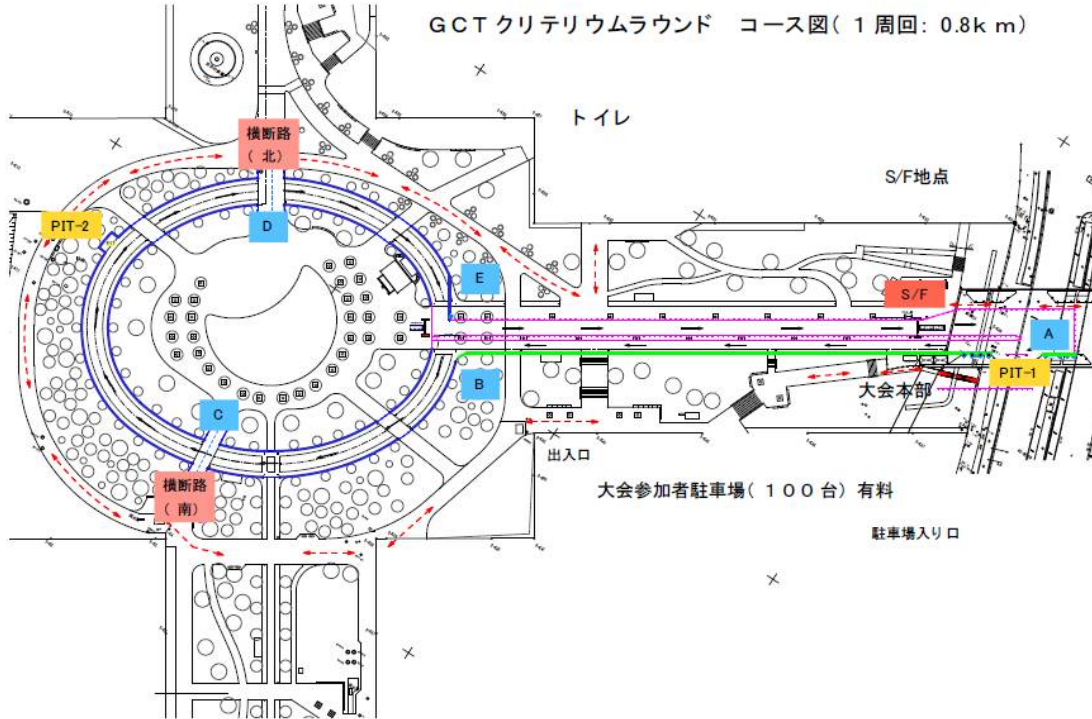 GCTクリテリウムラウンド コース図( 1周回: 0.8km)
トイレ
横断路
( 北)
S/F地点
PIT-2
D
E
S/F
A
B
PIT-1
大会本部
C
出入口
横断路
( 南)
大会参加者駐車場( 100台) 有料
駐車場入り口